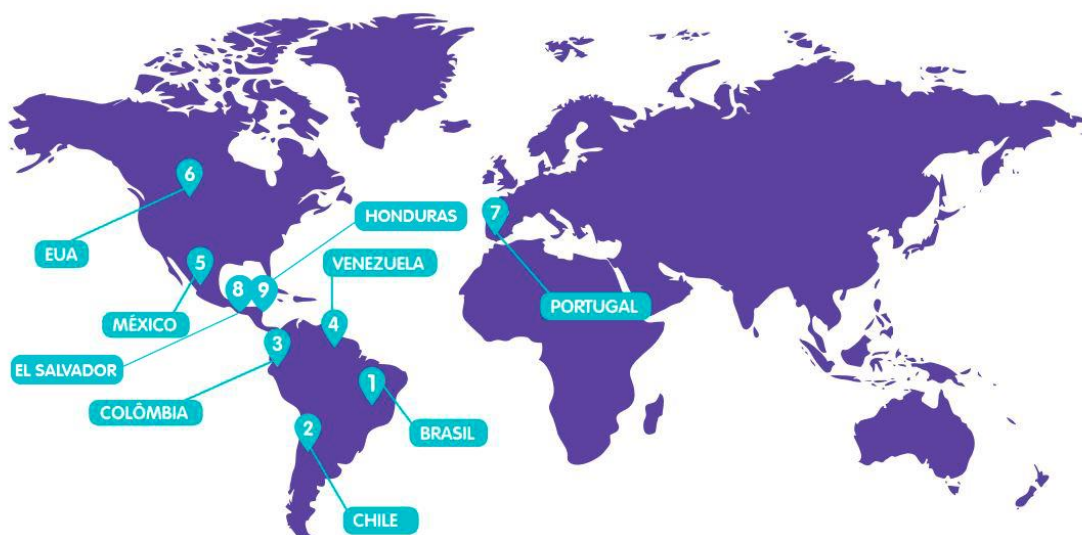 6
7
HONDURAS
EUA
VENEZUELA
5
8
9
PORTUGAL
MÉXICO
4
3
EL SALVADOR
1
COLÔMBIA
2
BRASIL
CHILE